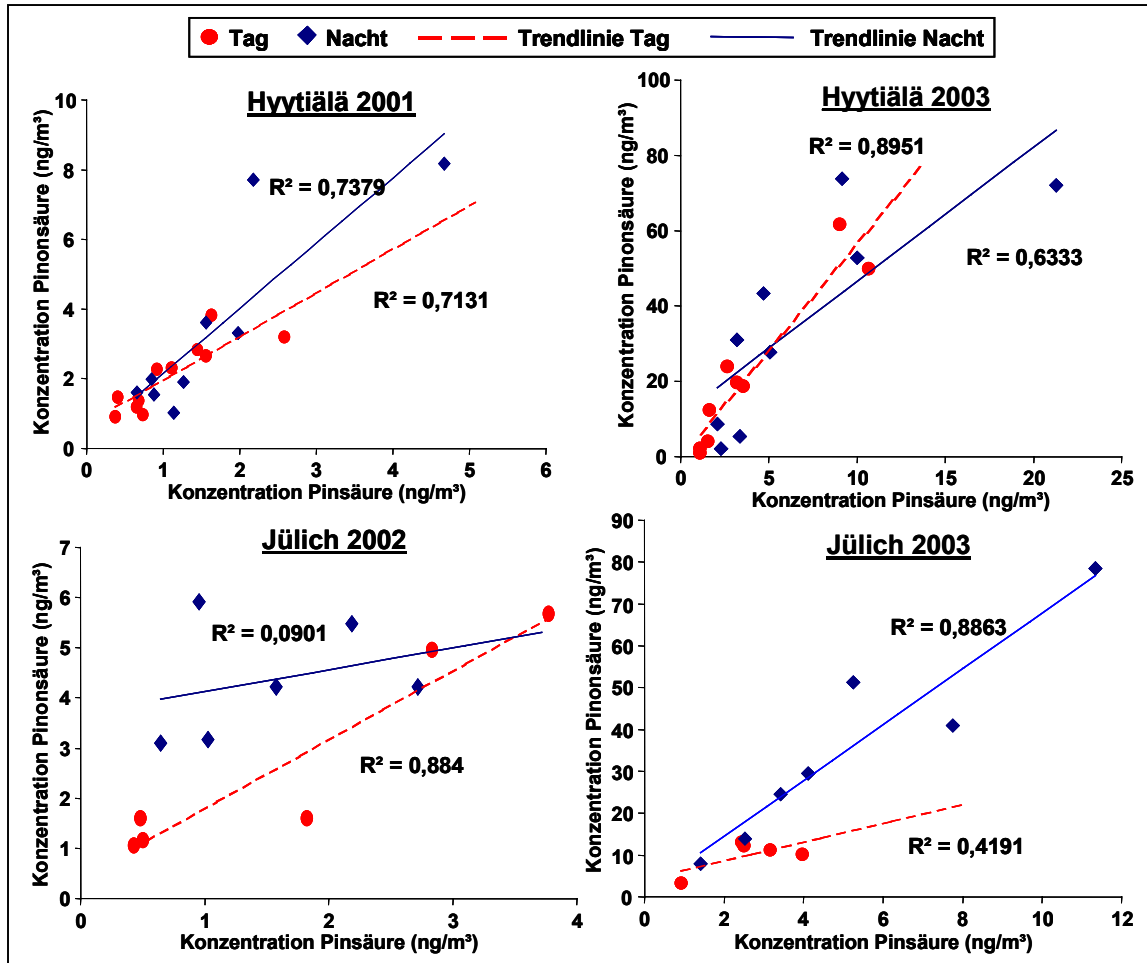 Tag Nacht Trendlinie Tag Trendlinie Nacht
Hyytiälä 2001
Konzentration Pinonsäure (ng/m³)
10
8
6
4
2
0
R² = 0,7379
R² = 0,7131
0 1 2 3 4 5 6
Konzentration Pinsäure (ng/m³)
Hyytiälä 2003
Konzentration Pinonsäure (ng/m³)
100
80
60
40
20
0
R² = 0,8951
R² = 0,6333
0 5 10 15 20 25
Konzentration Pinsäure (ng/m³)
Jülich 2002
Konzentration Pinonsäure (ng/m³)
7
6
5
4
3
2
1
0
R² = 0,0901
R² = 0,884
0 1 2 3 4
Konzentration Pinsäure (ng/m³)
Jülich 2003
Konzentration Pinonsäure (ng/m³)
90
80
70
60
50
40
30
20
10
0
R² = 0,8863
R² = 0,4191
0 2 4 6 8 10 12
Konzentration Pinsäure (ng/m³)